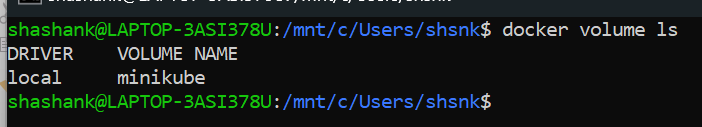 shashank@LAPTOP-3ASI378U:/mnt/c/Users/shsnk$ docker volume ls
DRIVER    VOLUME NAME
local     minikube
shashank@LAPTOP-3ASI378U:/mnt/c/Users/shsnk$